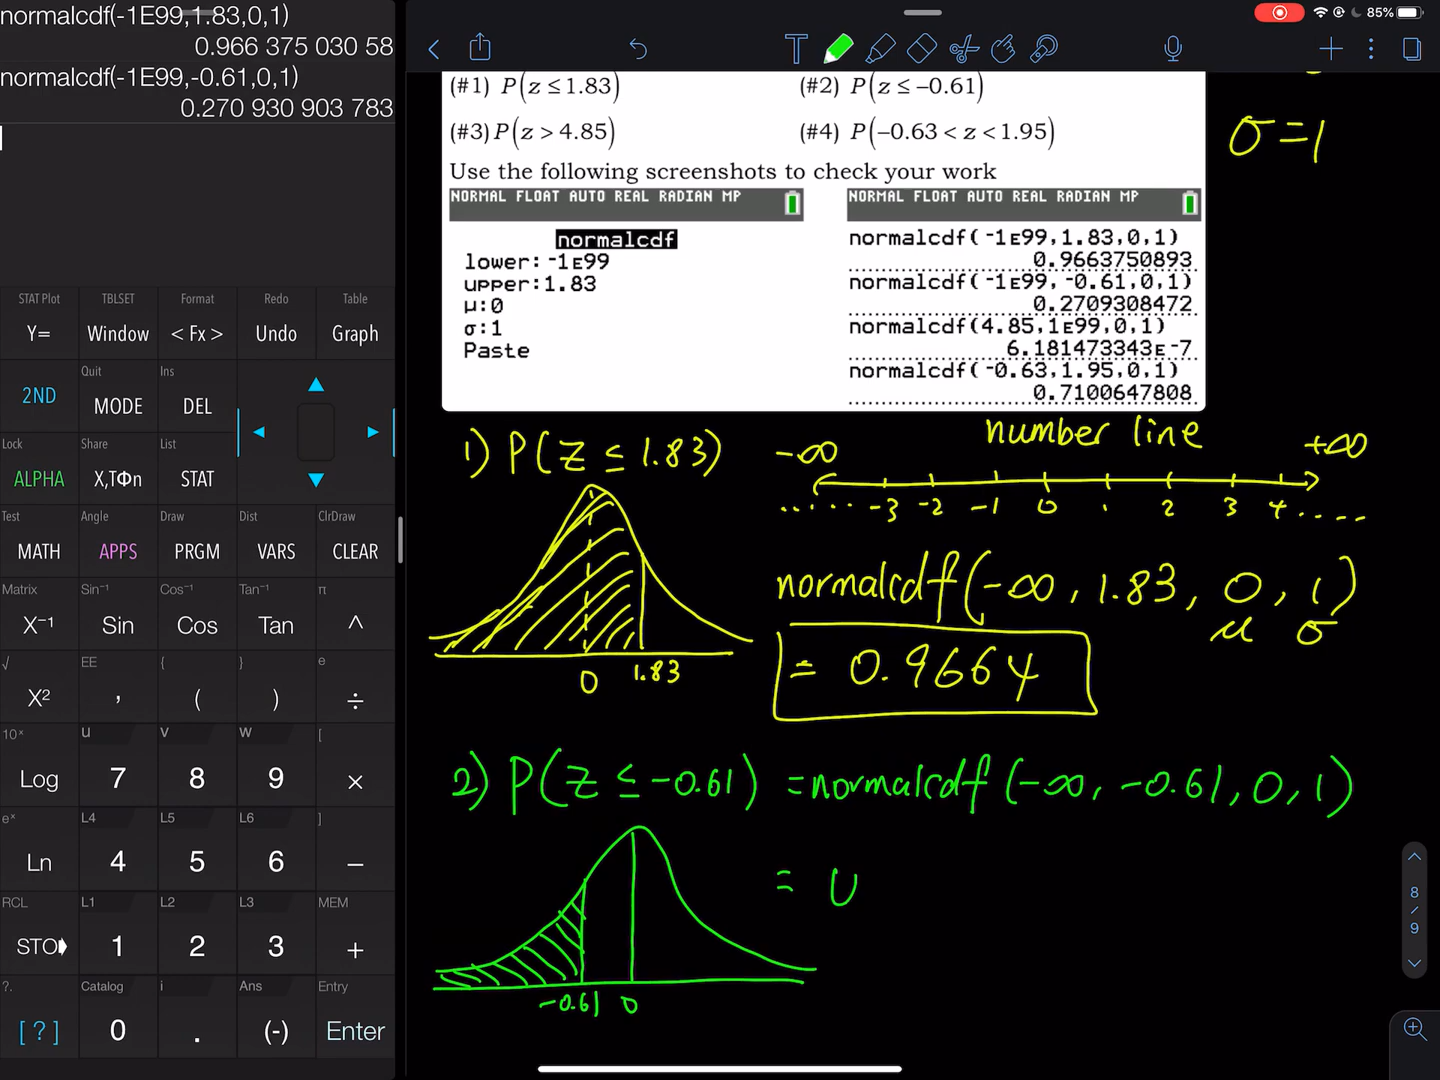 normalcdf(-1E99,1.83,0,1)
0.966 375 030 58
normalcdf(-1E99,-0.61,0,1)
0.270 930 903 783
85%
(#1) P(z ≤ 1.83)
(#2) P(z ≤ −0.61)
(#3) P(z > 4.85)
(#4) P(−0.63 < z < 1.95)
σ = 1
Use the following screenshots to check your work
NORMAL FLOAT AUTO REAL RADIAN MP
normalcdf
lower: -1E99
upper:1.83
μ:0
σ:1
Paste
NORMAL FLOAT AUTO REAL RADIAN MP
normalcdf(-1E99,1.83,0,1)
0.9663750893
normalcdf(-1E99,-0.61,0,1)
0.2709308472
normalcdf(4.85,1E99,0,1)
6.181473343E-7
normalcdf(-0.63,1.95,0,1)
0.7100647808
1) P(Z ≤ 1.83)
number line
-∞ +∞
...... -3 -2 -1 0 1 2 3 4 ....
normalcdf(-∞, 1.83, 0, 1)
μ σ
= 0.9664
0 1.83
2) P(Z ≤ -0.61) = normalcdf(-∞, -0.61, 0, 1)
=
-0.61 0
8 / 9
STAT Plot TBLSET Format Redo Table
Y= Window < Fx > Undo Graph
Quit Ins
2ND MODE DEL
Lock Share List
ALPHA X,TΦn STAT
Test Angle Draw Dist ClrDraw
MATH APPS PRGM VARS CLEAR
Matrix Sin⁻¹ Cos⁻¹ Tan⁻¹ π
X⁻¹ Sin Cos Tan ^
√ EE { } e
X² , ( ) ÷
10ˣ u v w [
Log 7 8 9 ×
eˣ L4 L5 L6 ]
Ln 4 5 6 −
RCL L1 L2 L3 MEM
STO 1 2 3 +
?. Catalog i Ans Entry
[ ? ] 0 . (-) Enter